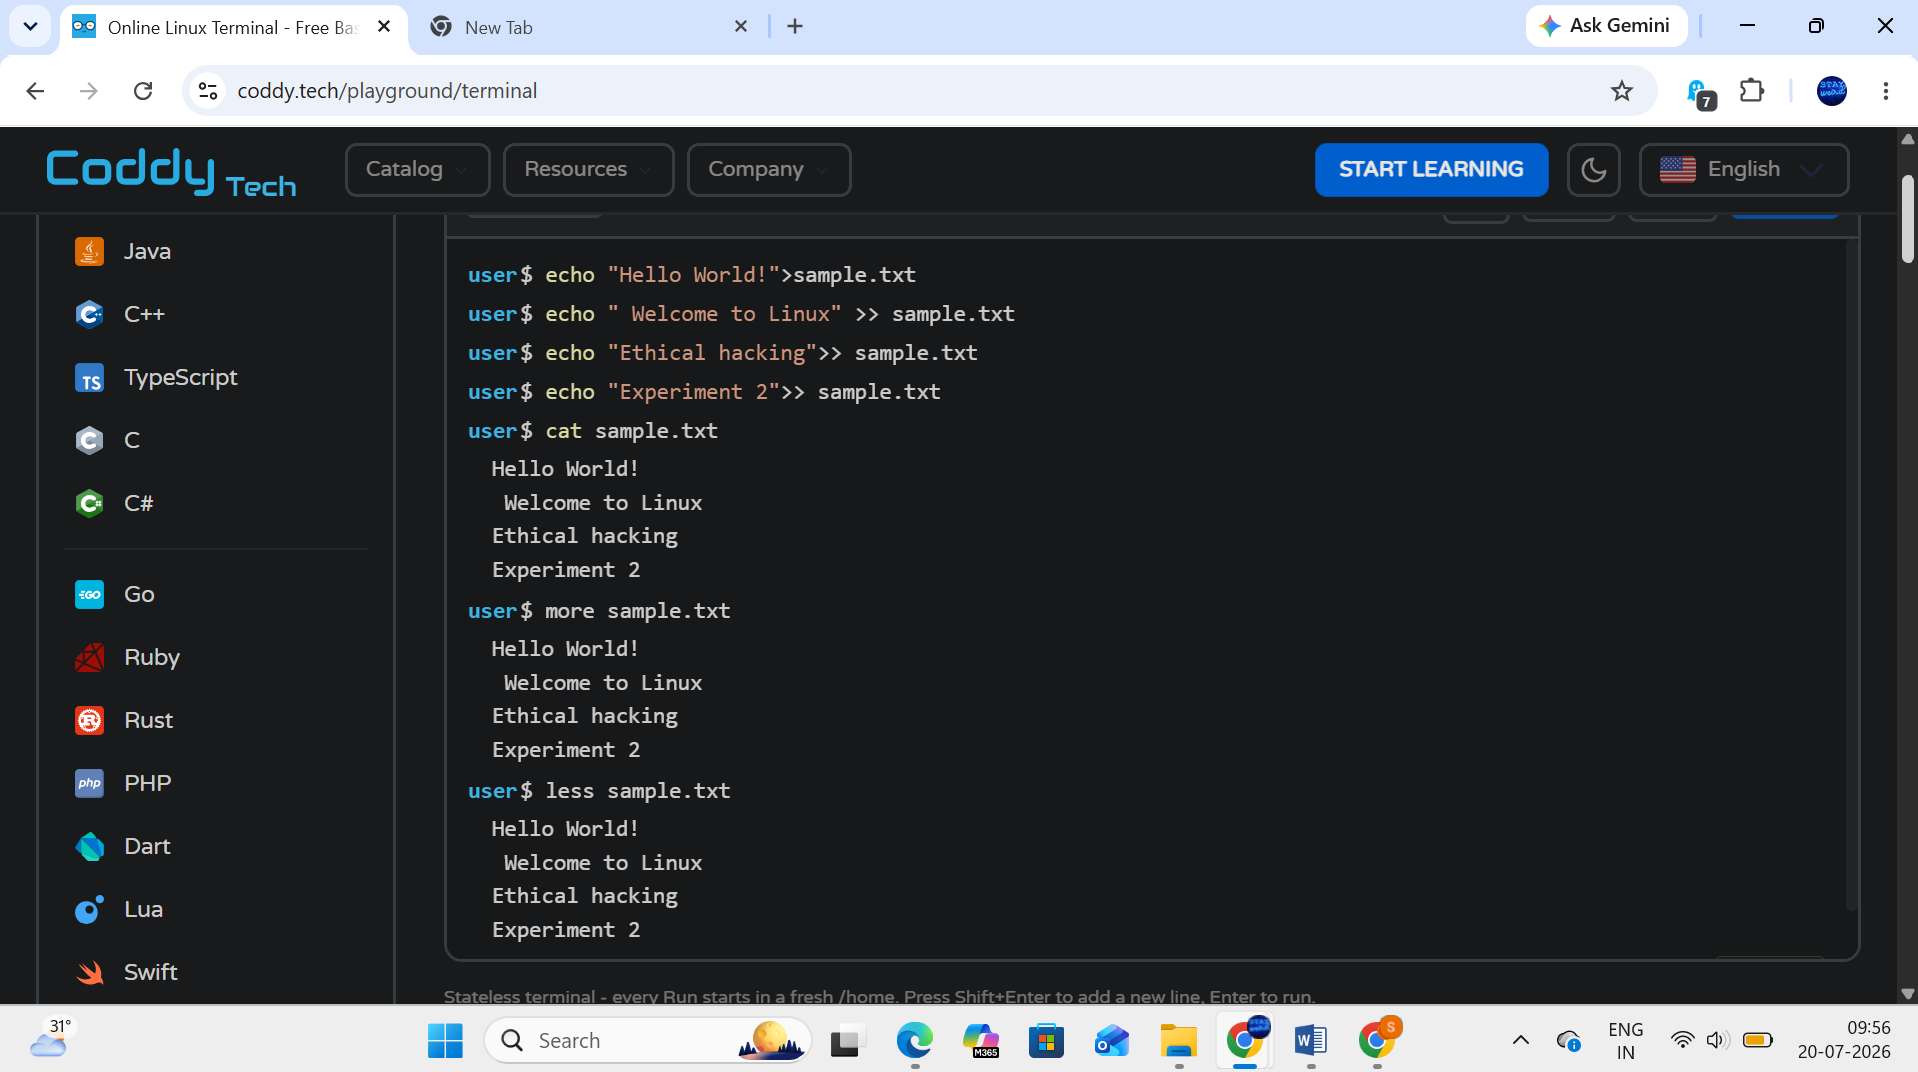 Online Linux Terminal - Free Bas
New Tab
Ask Gemini
coddy.tech/playground/terminal
7
Coddy Tech
Catalog
Resources
Company
START LEARNING
English
Java
C++
TS TypeScript
C
C#
GO Go
Ruby
Rust
php PHP
Dart
Lua
Swift
user$ echo "Hello World!">sample.txt
user$ echo " Welcome to Linux" >> sample.txt
user$ echo "Ethical hacking">> sample.txt
user$ echo "Experiment 2">> sample.txt
user$ cat sample.txt
Hello World!
 Welcome to Linux
Ethical hacking
Experiment 2
user$ more sample.txt
Hello World!
 Welcome to Linux
Ethical hacking
Experiment 2
user$ less sample.txt
Hello World!
 Welcome to Linux
Ethical hacking
Experiment 2
Stateless terminal - every Run starts in a fresh /home. Press Shift+Enter to add a new line, Enter to run.
31°
Search
M365
S
ENG
IN
09:56
20-07-2026